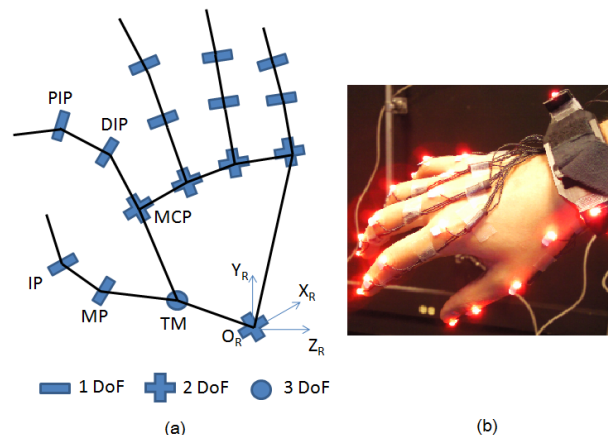 PIP
DIP
MCP
IP
MP
TM
Y_R
X_R
O_R
Z_R
1 DoF
2 DoF
3 DoF
(a)
(b)